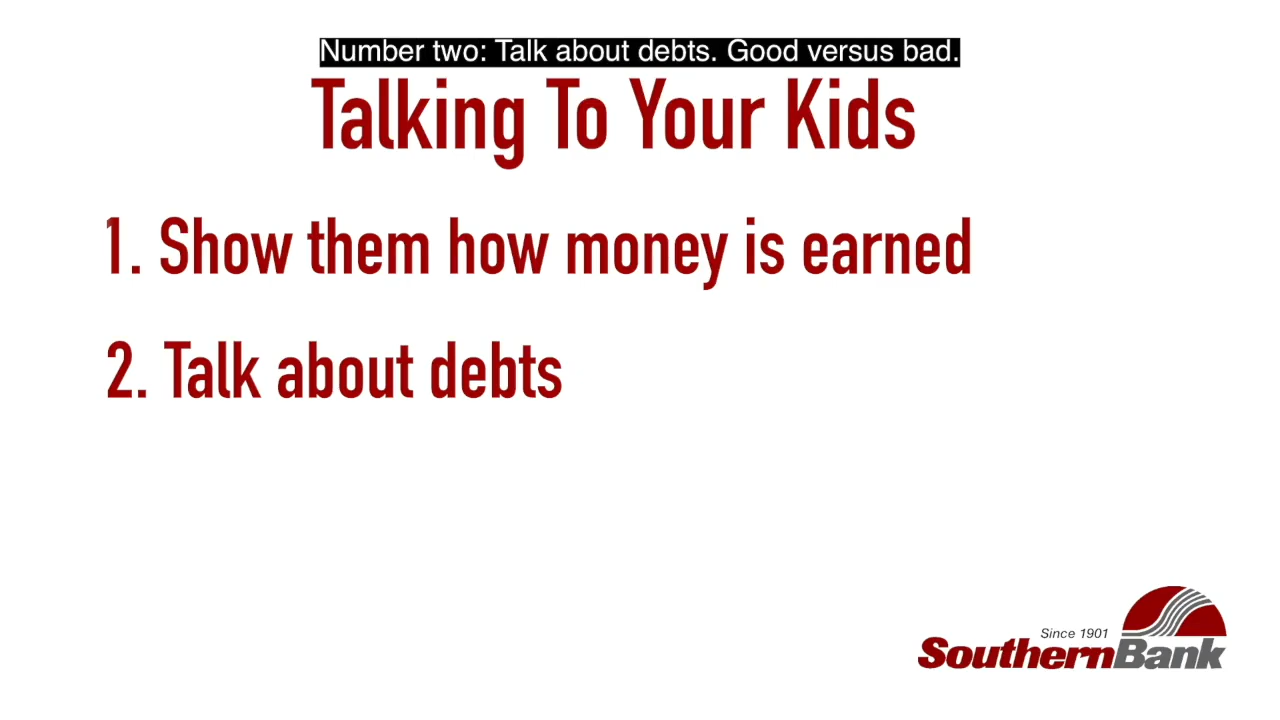 Number two: Talk about debts. Good versus bad.
Talking To Your Kids
1. Show them how money is earned
2. Talk about debts
Since 1901
SouthernBank